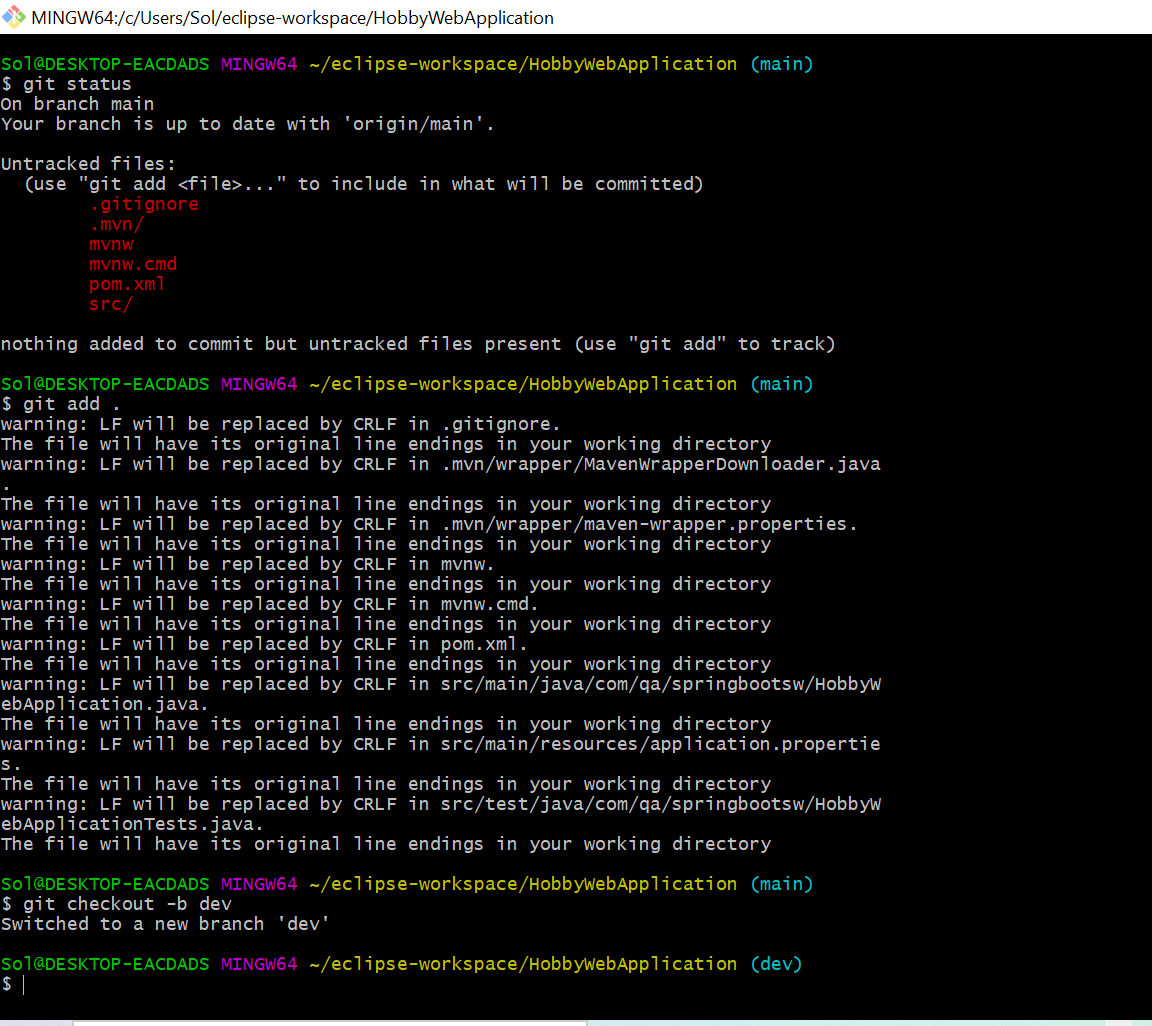 MINGW64:/c/Users/Sol/eclipse-workspace/HobbyWebApplication
Sol@DESKTOP-EACDADS MINGW64 ~/eclipse-workspace/HobbyWebApplication (main)
$ git status
On branch main
Your branch is up to date with 'origin/main'.
Untracked files:
  (use "git add <file>..." to include in what will be committed)
        .gitignore
        .mvn/
        mvnw
        mvnw.cmd
        pom.xml
        src/
nothing added to commit but untracked files present (use "git add" to track)
Sol@DESKTOP-EACDADS MINGW64 ~/eclipse-workspace/HobbyWebApplication (main)
$ git add .
warning: LF will be replaced by CRLF in .gitignore.
The file will have its original line endings in your working directory
warning: LF will be replaced by CRLF in .mvn/wrapper/MavenWrapperDownloader.java
.
The file will have its original line endings in your working directory
warning: LF will be replaced by CRLF in .mvn/wrapper/maven-wrapper.properties.
The file will have its original line endings in your working directory
warning: LF will be replaced by CRLF in mvnw.
The file will have its original line endings in your working directory
warning: LF will be replaced by CRLF in mvnw.cmd.
The file will have its original line endings in your working directory
warning: LF will be replaced by CRLF in pom.xml.
The file will have its original line endings in your working directory
warning: LF will be replaced by CRLF in src/main/java/com/qa/springbootsw/HobbyW
ebApplication.java.
The file will have its original line endings in your working directory
warning: LF will be replaced by CRLF in src/main/resources/application.propertie
s.
The file will have its original line endings in your working directory
warning: LF will be replaced by CRLF in src/test/java/com/qa/springbootsw/HobbyW
ebApplicationTests.java.
The file will have its original line endings in your working directory
Sol@DESKTOP-EACDADS MINGW64 ~/eclipse-workspace/HobbyWebApplication (main)
$ git checkout -b dev
Switched to a new branch 'dev'
Sol@DESKTOP-EACDADS MINGW64 ~/eclipse-workspace/HobbyWebApplication (dev)
$